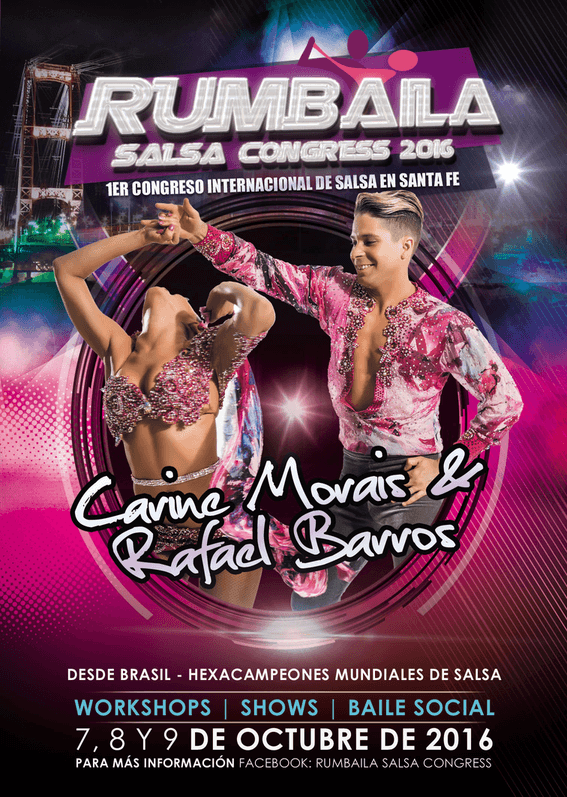 RUMBAILA
SALSA CONGRESS 2016
1ER CONGRESO INTERNACIONAL DE SALSA EN SANTA FE
Carine Morais &
Rafael Barros
DESDE BRASIL - HEXACAMPEONES MUNDIALES DE SALSA
WORKSHOPS | SHOWS | BAILE SOCIAL
7, 8 Y 9 DE OCTUBRE DE 2016
PARA MÁS INFORMACIÓN FACEBOOK: RUMBAILA SALSA CONGRESS